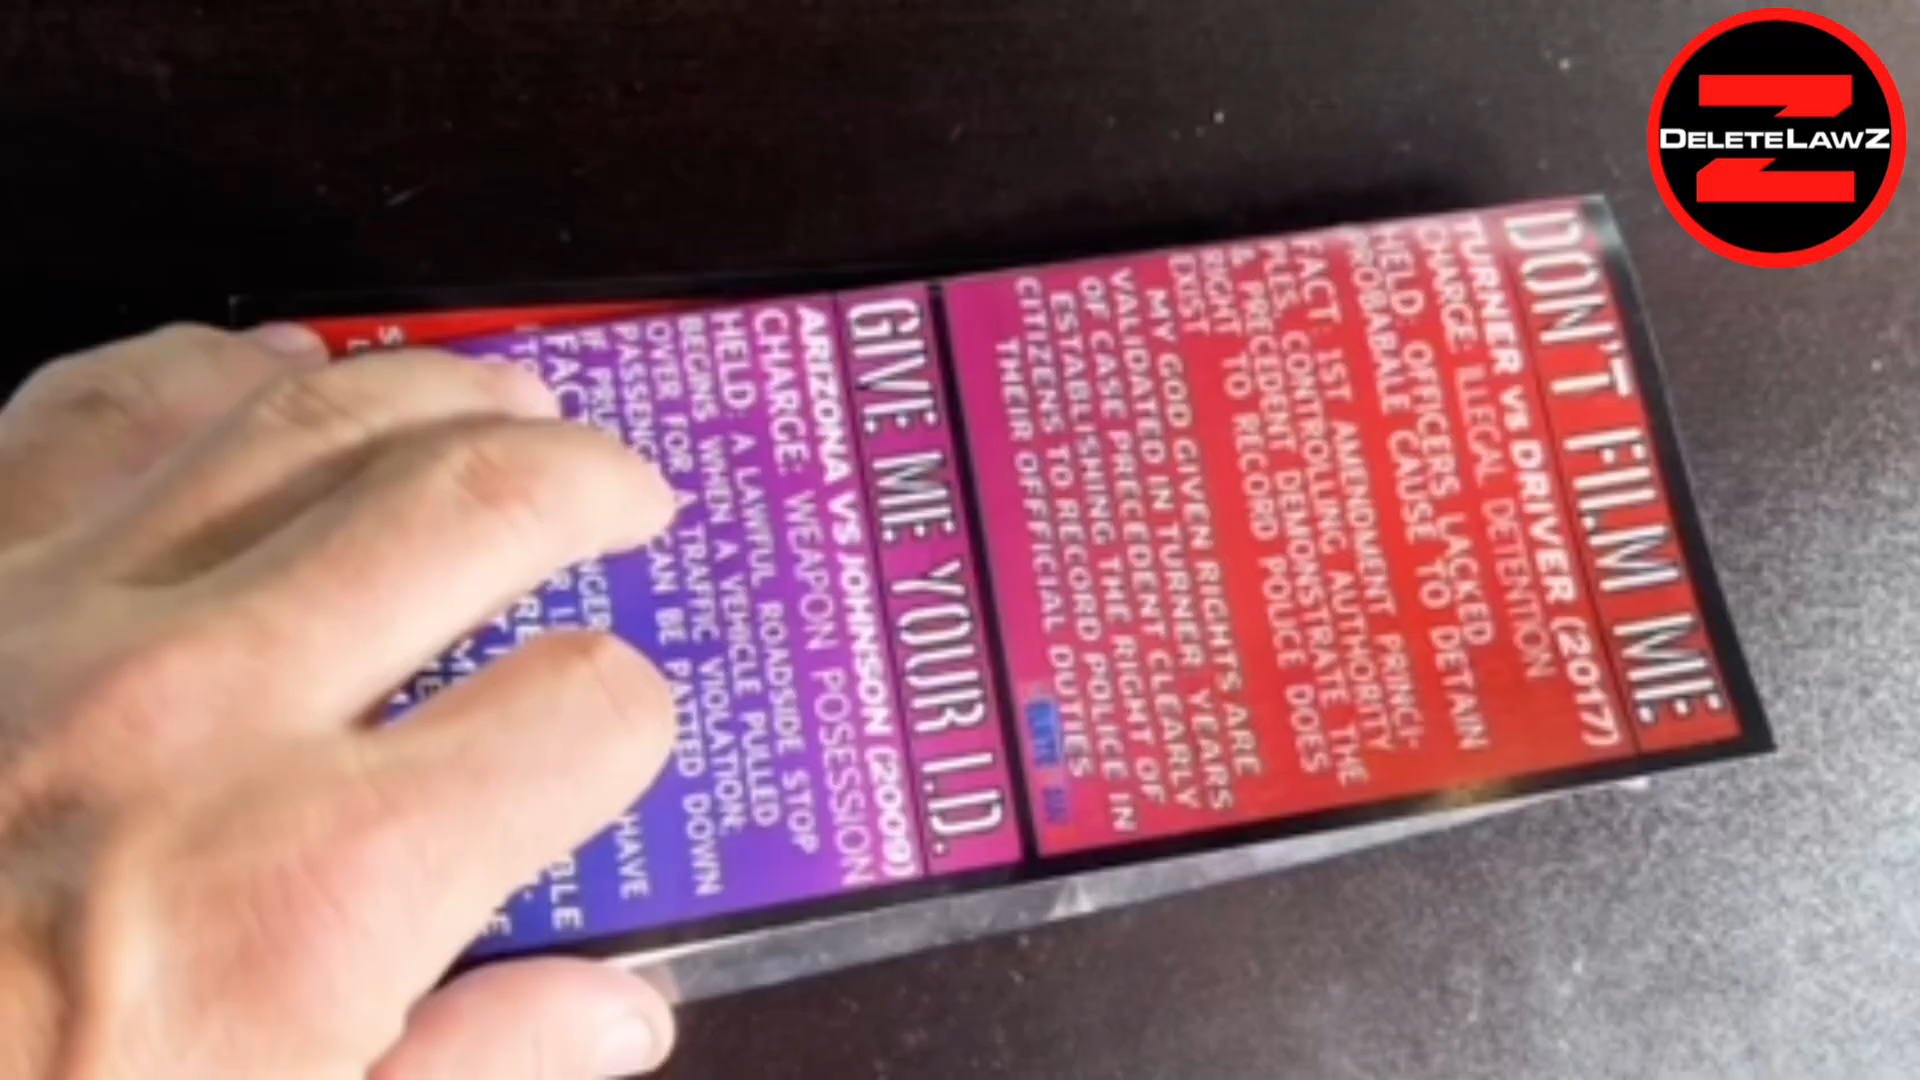 DELETELAWZ
DON'T FILM ME
TURNER VS DRIVER (2017)
CHARGE: ILLEGAL DETENTION
HELD: OFFICERS LACKED
PROBABALE CAUSE TO DETAIN
FACT: 1ST AMENDMENT PRINCI-
PLES, CONTROLLING AUTHORITY
& PRECEDENT DEMONSTRATE THE
RIGHT TO RECORD POLICE DOES
EXIST
MY GOD GIVEN RIGHTS ARE
VALIDATED IN TURNER. YEARS
OF CASE PRECEDENT CLEARLY
ESTABLISHING THE RIGHT OF
CITIZENS TO RECORD POLICE IN
THEIR OFFFICIAL DUTIES
GIVE ME YOUR I.D.
ARIZONA VS JOHNSON (2009)
CHARGE: WEAPON POSESSION
HELD: A LAWFUL ROADSIDE STOP
BEGINS WHEN A VEHICLE PULLED
OVER FOR A TRAFFIC VIOLATION.
CAN BE PATTED DOWN
IF
HAVE